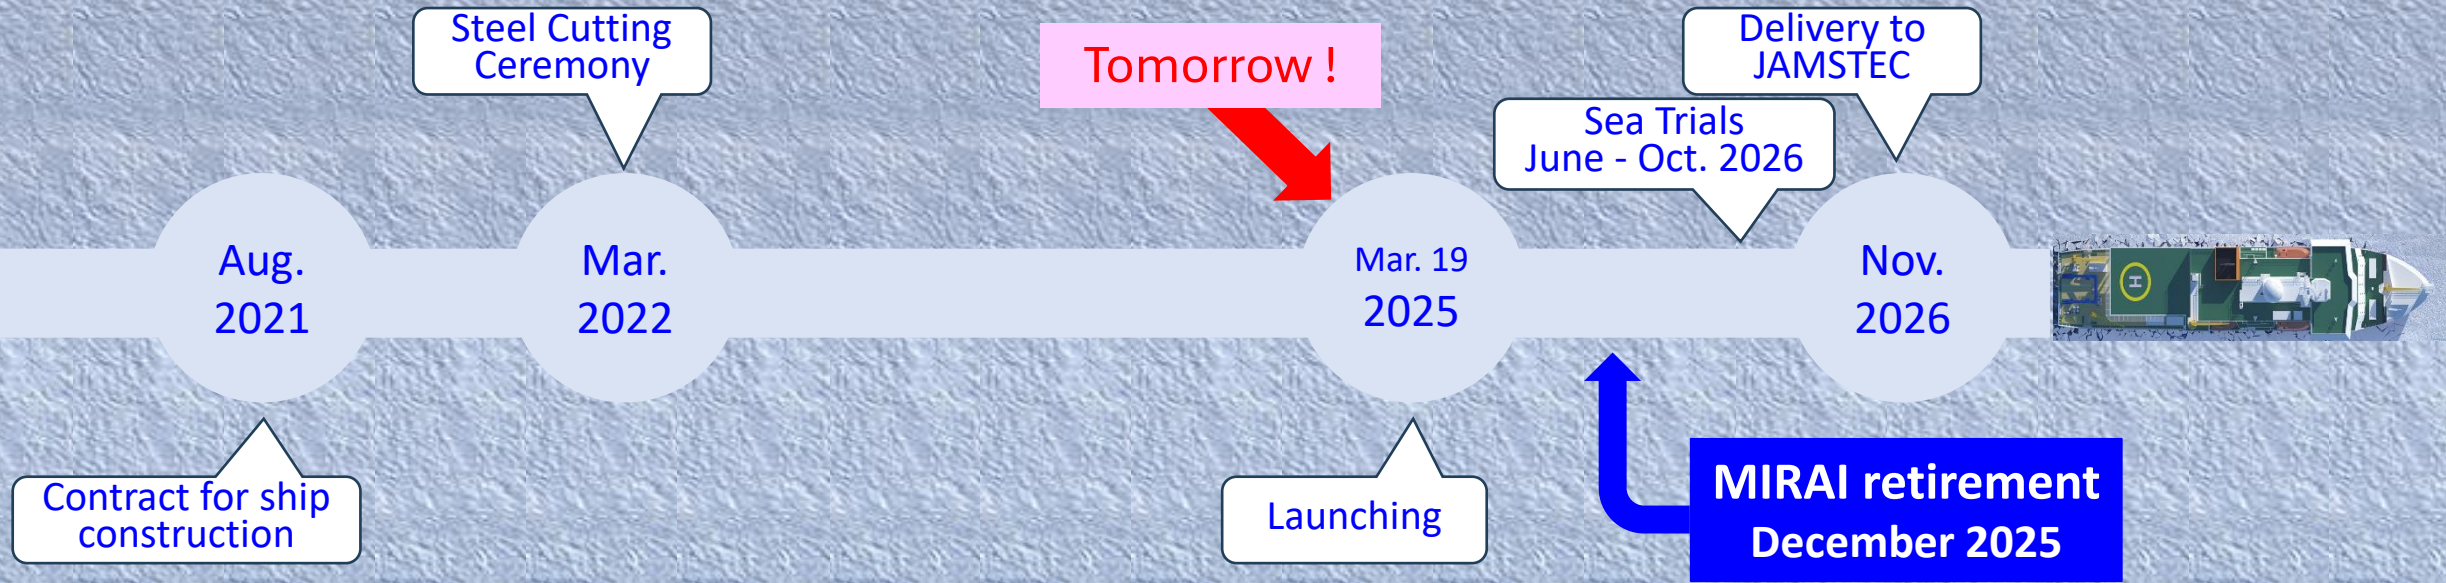 Steel Cutting
Ceremony
Tomorrow !
Delivery to
JAMSTEC
Sea Trials
June - Oct. 2026
Aug.
2021
Mar.
2022
Mar. 19
2025
Nov.
2026
H
Contract for ship
construction
Launching
MIRAI retirement
December 2025